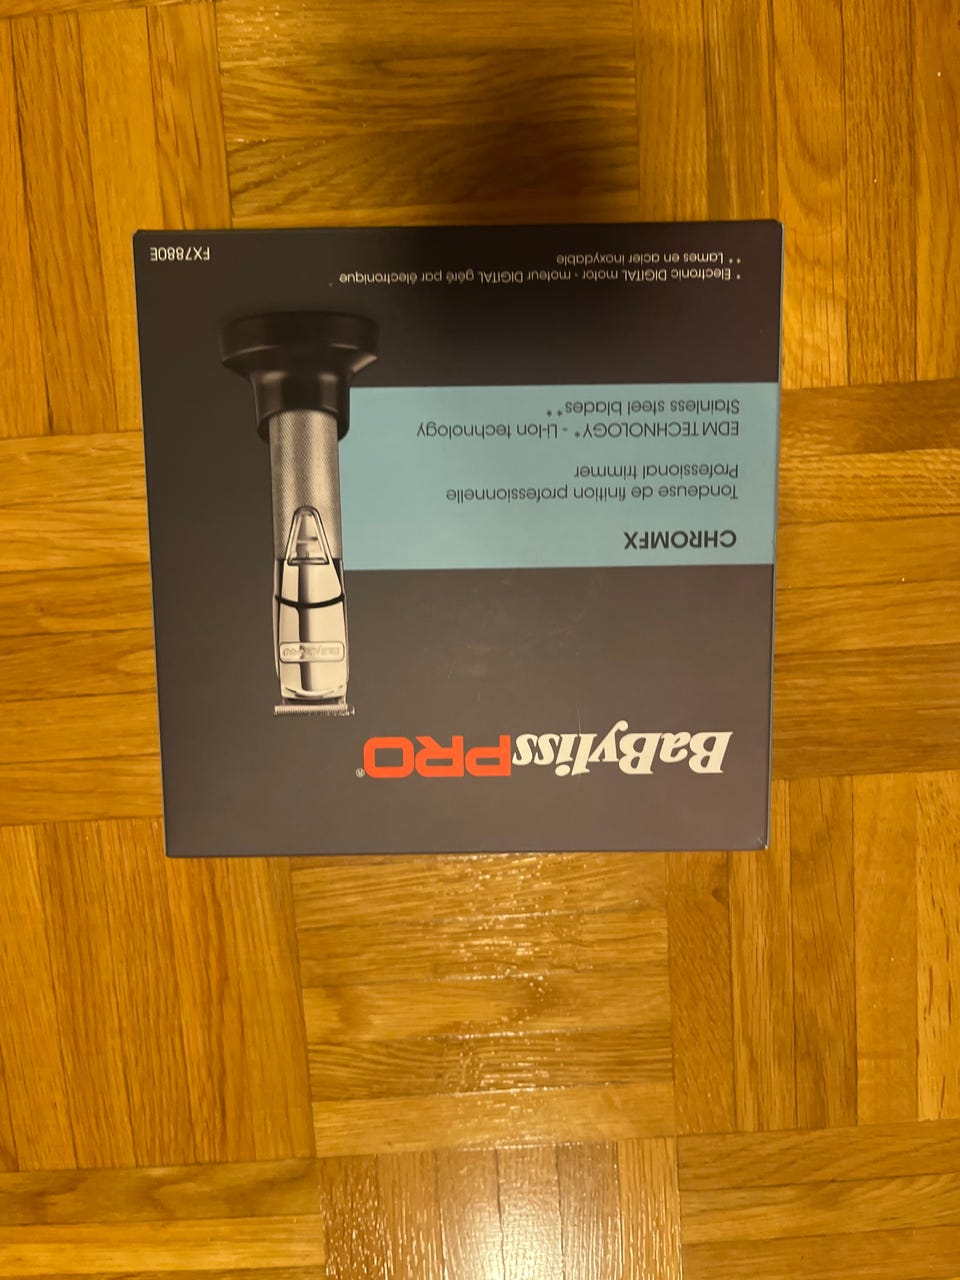 BaBylissPRO®
BaBylissPRO
CHROMFX
Tondeuse de finition professionnelle
Professional trimmer
EDM TECHNOLOGY* - Li-Ion technology
Stainless steel blades**
* Electronic DIGITAL motor - moteur DIGITAL géré par électronique
** Lames en acier inoxydable
FX7880E